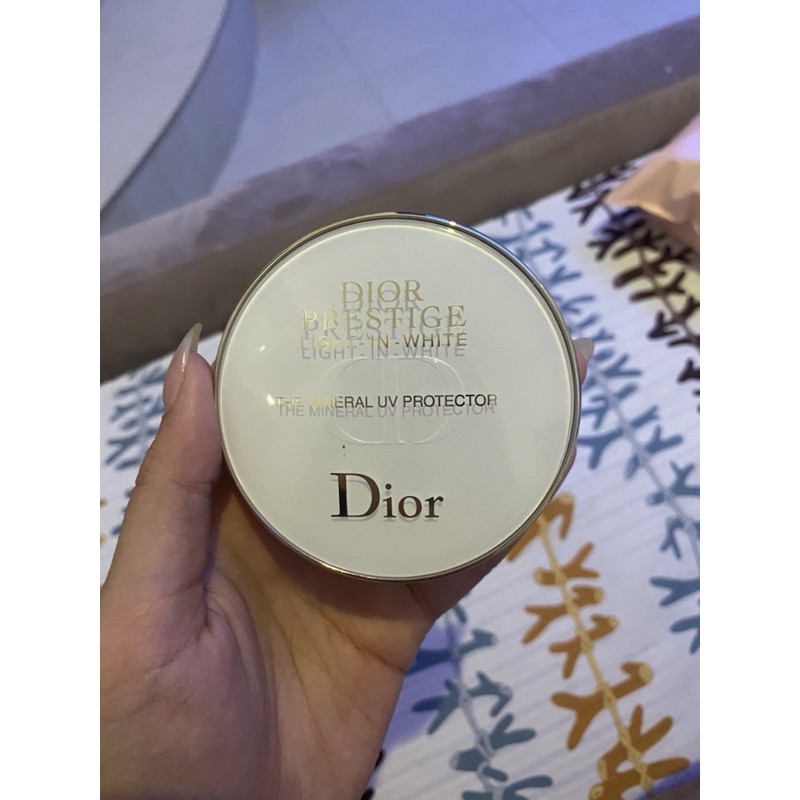 DIOR
PRESTIGE
LIGHT-IN-WHITE
THE MINERAL UV PROTECTOR
Dior